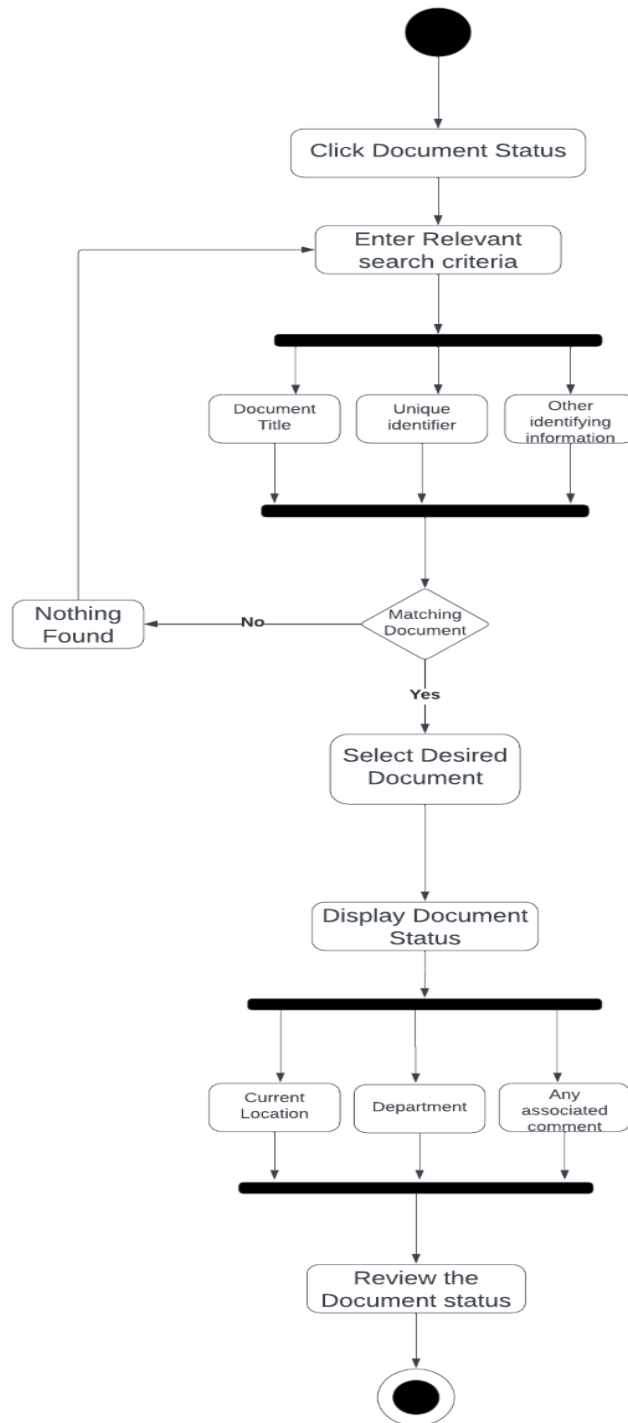 Click Document Status
Enter Relevant
search criteria
Document
Title
Unique
identifier
Other
identifying
information
Matching
Document
No
Nothing
Found
Yes
Select Desired
Document
Display Document
Status
Current
Location
Department
Any
associated
comment
Review the
Document status